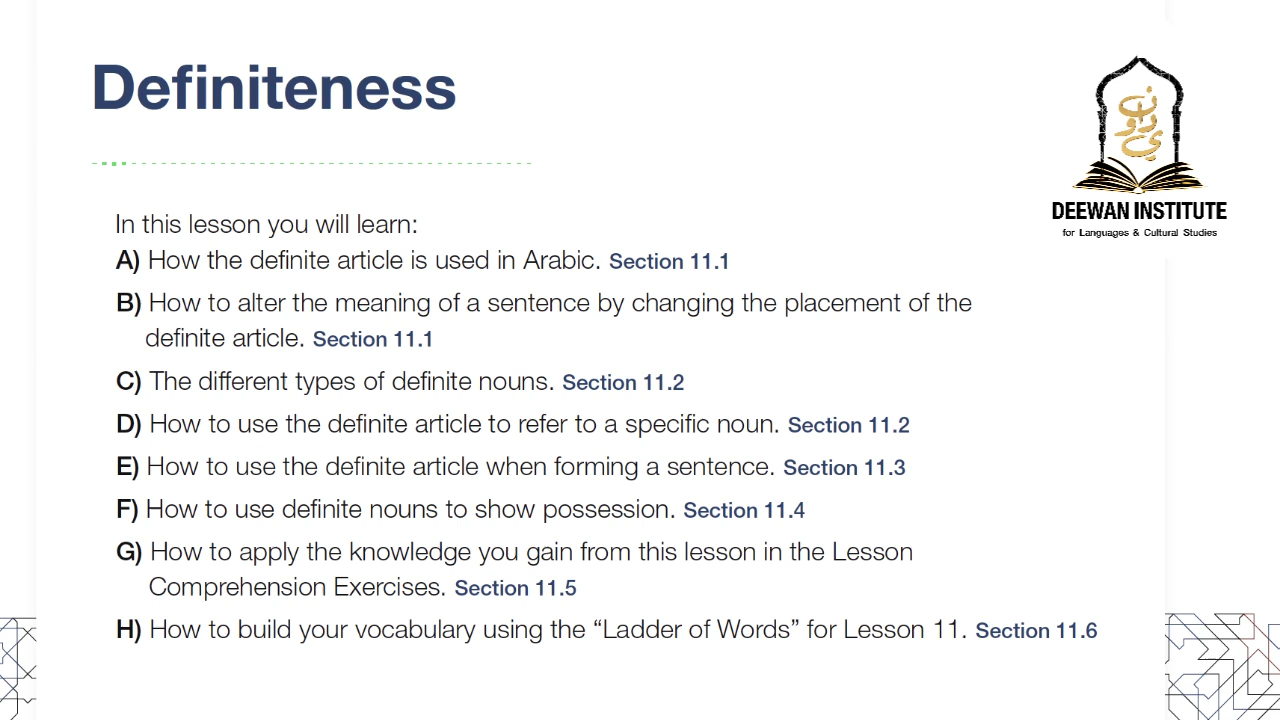 Definiteness
ديوان
DEEWAN INSTITUTE
for Languages & Cultural Studies
In this lesson you will learn:
A) How the definite article is used in Arabic. Section 11.1
B) How to alter the meaning of a sentence by changing the placement of the
definite article. Section 11.1
C) The different types of definite nouns. Section 11.2
D) How to use the definite article to refer to a specific noun. Section 11.2
E) How to use the definite article when forming a sentence. Section 11.3
F) How to use definite nouns to show possession. Section 11.4
G) How to apply the knowledge you gain from this lesson in the Lesson
Comprehension Exercises. Section 11.5
H) How to build your vocabulary using the “Ladder of Words” for Lesson 11. Section 11.6